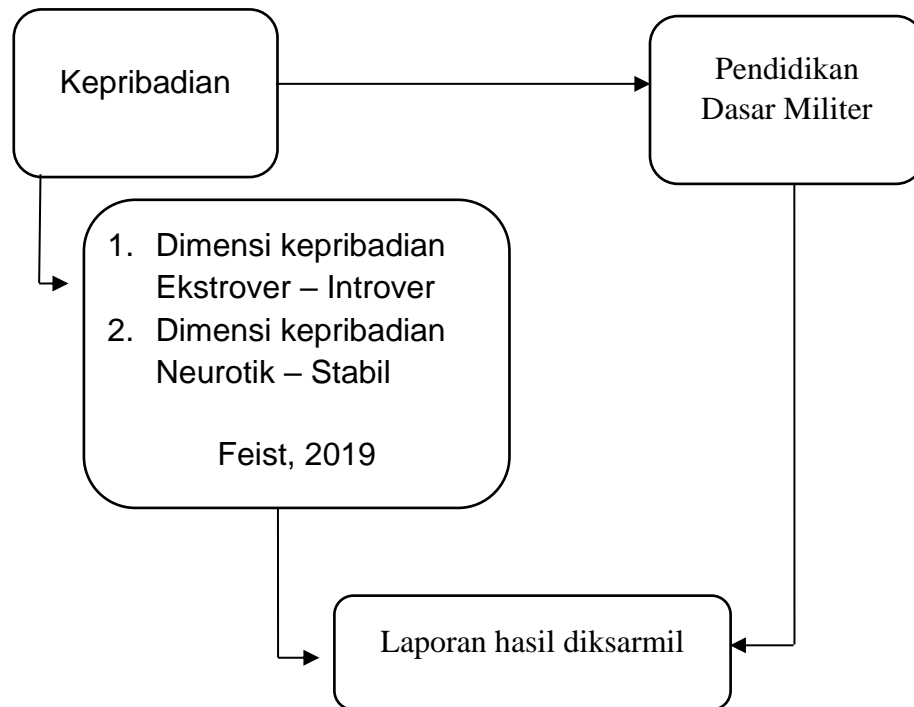 Kepribadian
Pendidikan
Dasar Militer
1. Dimensi kepribadian
Ekstrover – Introver
2. Dimensi kepribadian
Neurotik – Stabil
Feist, 2019
Laporan hasil diksarmil